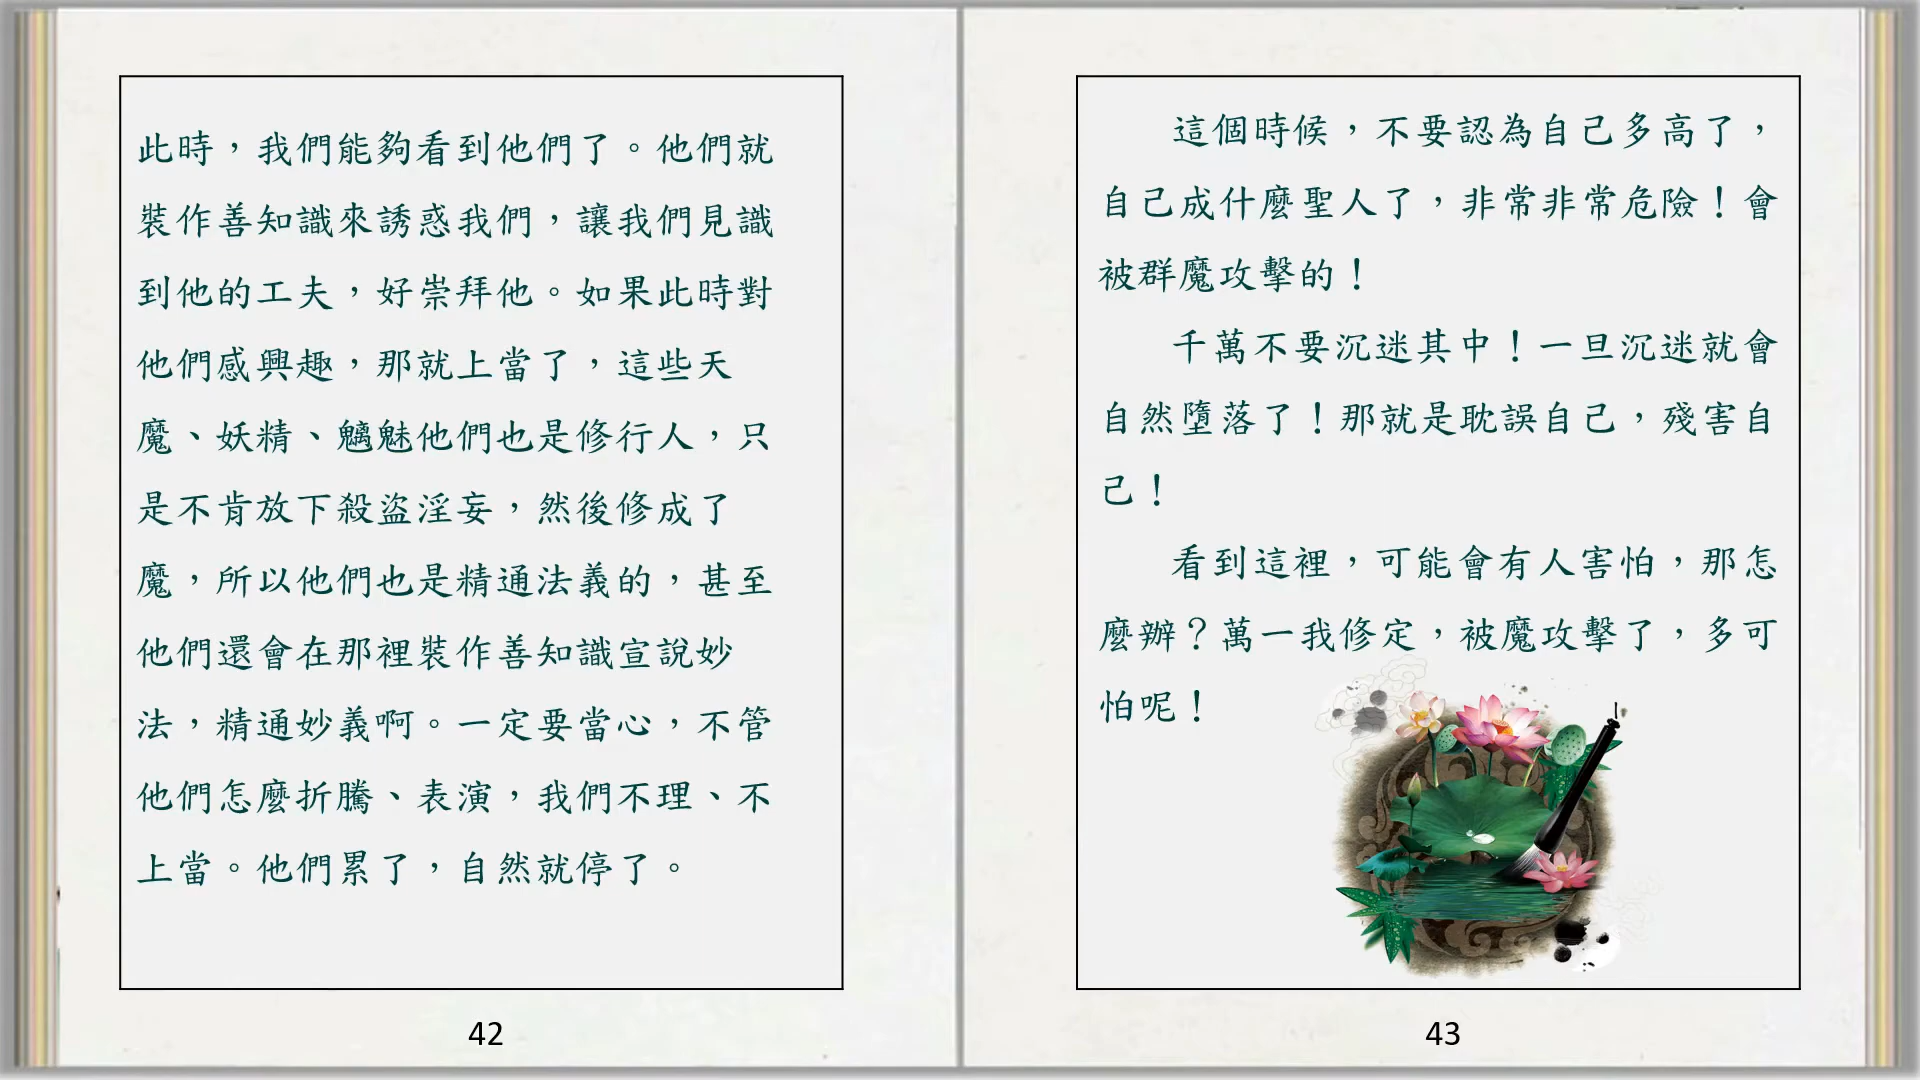 此時，我們能夠看到他們了。他們就
裝作善知識來誘惑我們，讓我們見識
到他的工夫，好崇拜他。如果此時對
他們感興趣，那就上當了，這些天
魔、妖精、魑魅他們也是修行人，只
是不肯放下殺盜淫妄，然後修成了
魔，所以他們也是精通法義的，甚至
他們還會在那裡裝作善知識宣說妙
法，精通妙義啊。一定要當心，不管
他們怎麼折騰、表演，我們不理、不
上當。他們累了，自然就停了。
42
這個時候，不要認為自己多高了，
自己成什麼聖人了，非常非常危險！會
被群魔攻擊的！
千萬不要沉迷其中！一旦沉迷就會
自然墮落了！那就是耽誤自己，殘害自
己！
看到這裡，可能會有人害怕，那怎
麼辦？萬一我修定，被魔攻擊了，多可
怕呢！
43